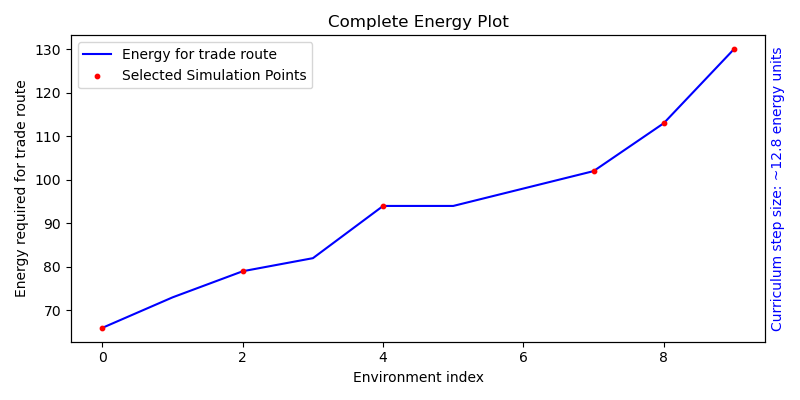 Complete Energy Plot
Energy for trade route
Selected Simulation Points
Energy required for trade route
130
120
110
100
90
80
70
0
2
4
6
8
Environment index
Curriculum step size: ~12.8 energy units